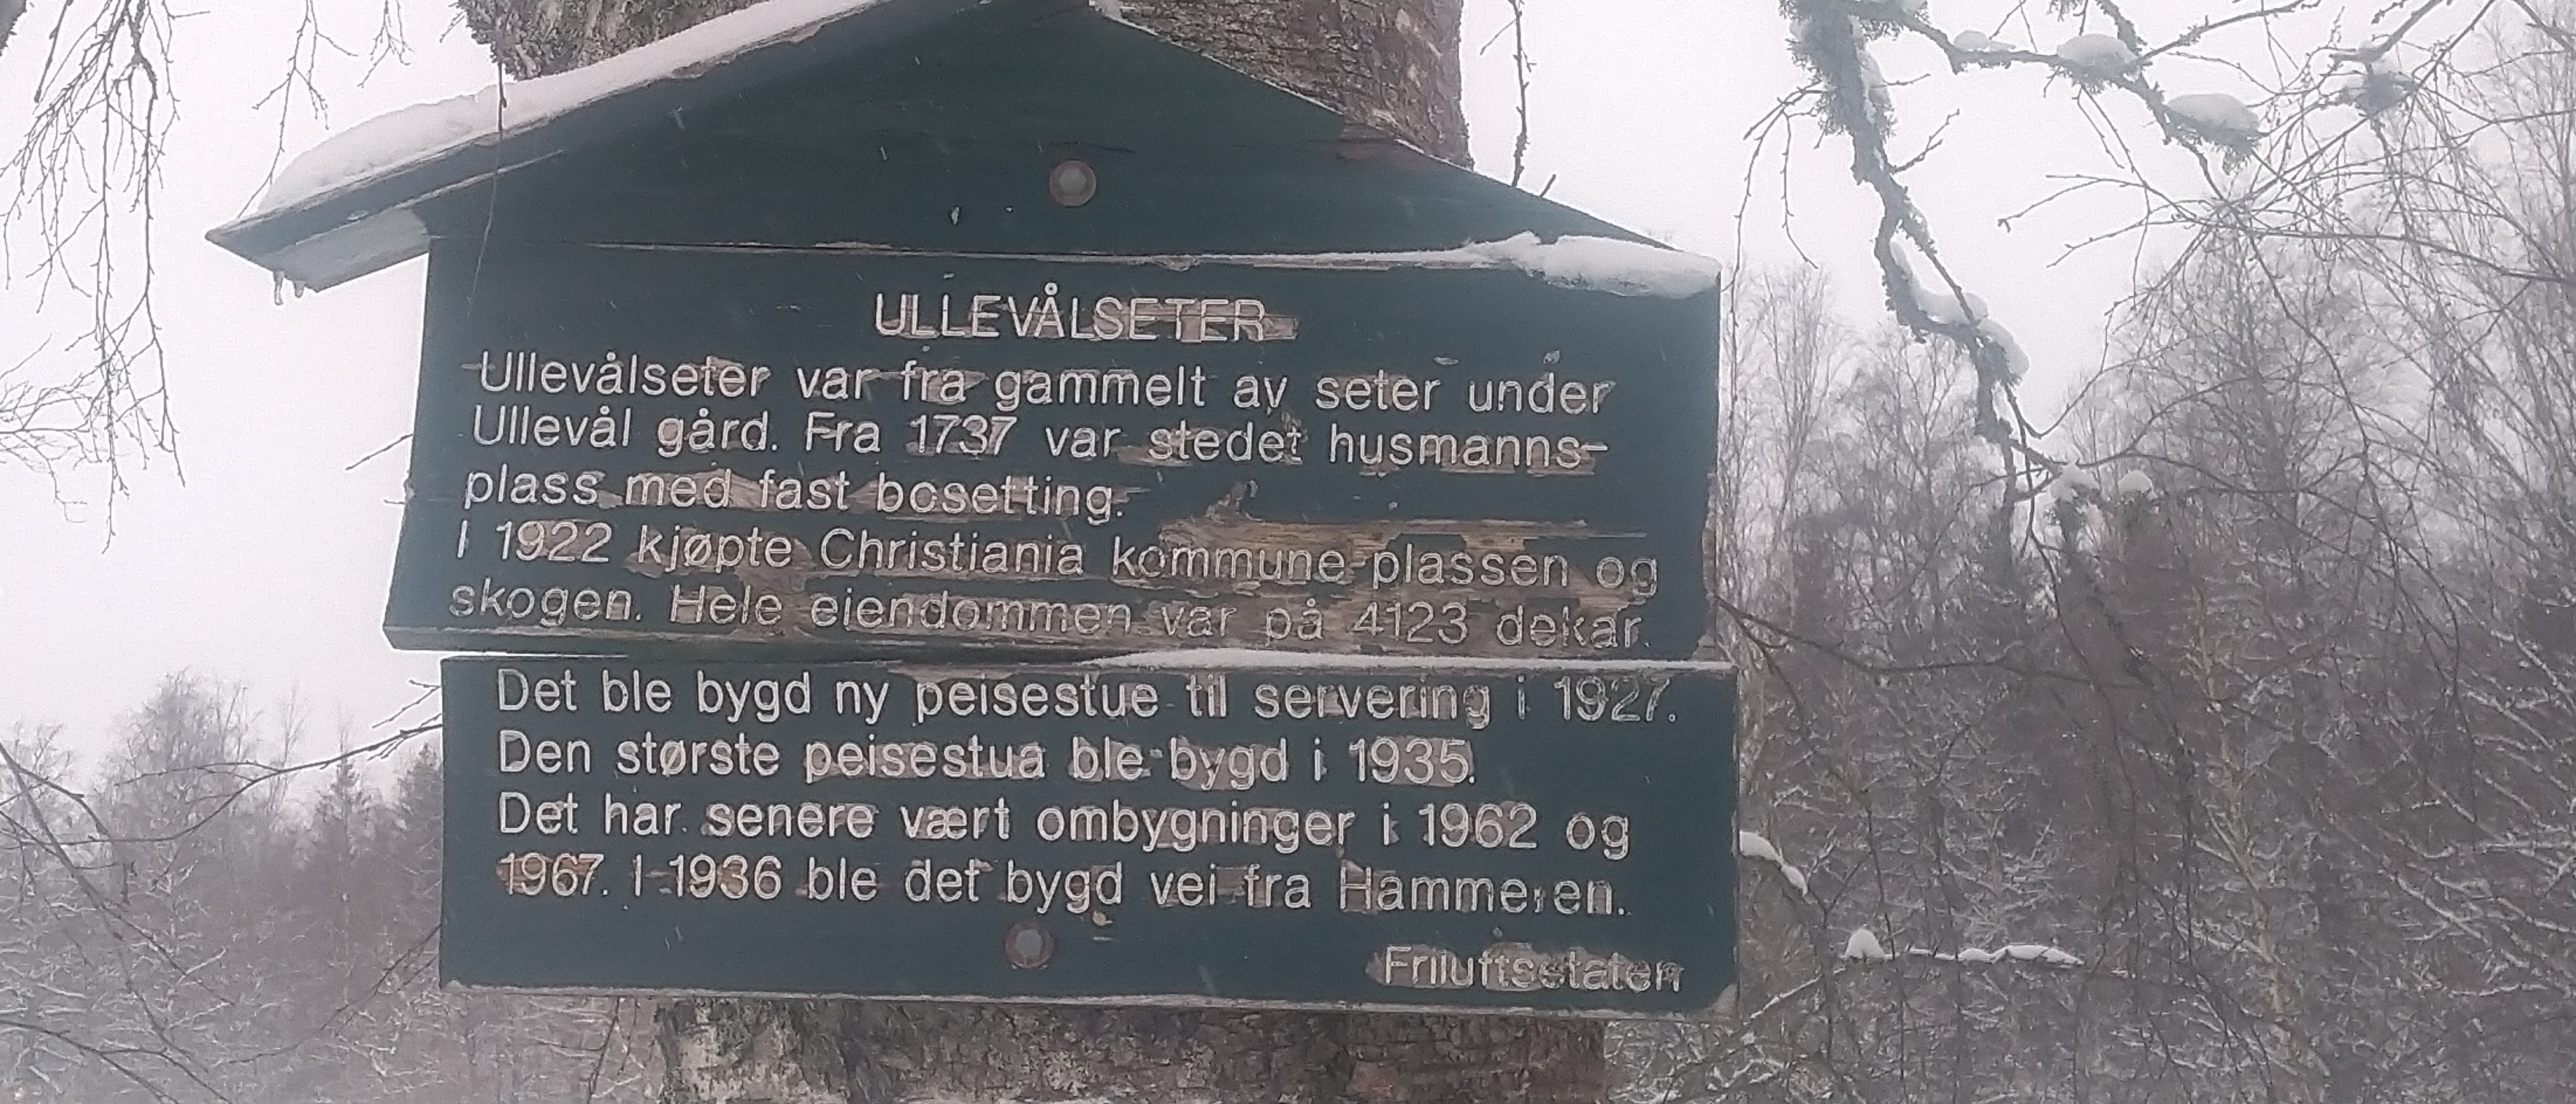 ULLEVÅLSETER
Ullevålseter var fra gammelt av seter under
Ullevål gård. Fra 1737 var stedet husmanns-
plass med fast bosetting.
I 1922 kjøpte Christiania kommune plassen og
skogen. Hele eiendommen var på 4123 dekar.
Det ble bygd ny peisestue til servering i 1927.
Den største peisestua ble bygd i 1935.
Det har senere vært ombygninger i 1962 og
1967. I 1936 ble det bygd vei fra Hammeren.
Friluftsetaten